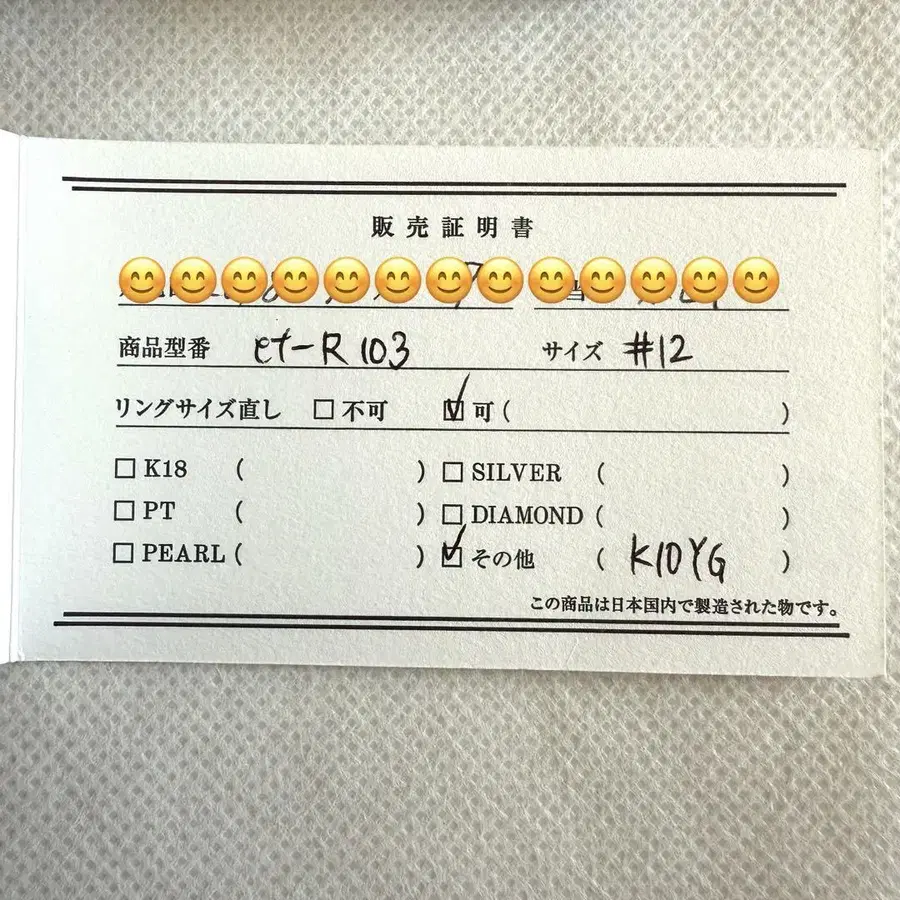 販売証明書
商品型番 et-R 103 サイズ #12
リングサイズ直し □ 不可 ☑ 可 ( )
□ K18 ( ) □ SILVER ( )
□ PT ( ) □ DIAMOND ( )
□ PEARL ( ) ☑ その他 ( K10YG )
この商品は日本国内で製造された物です。